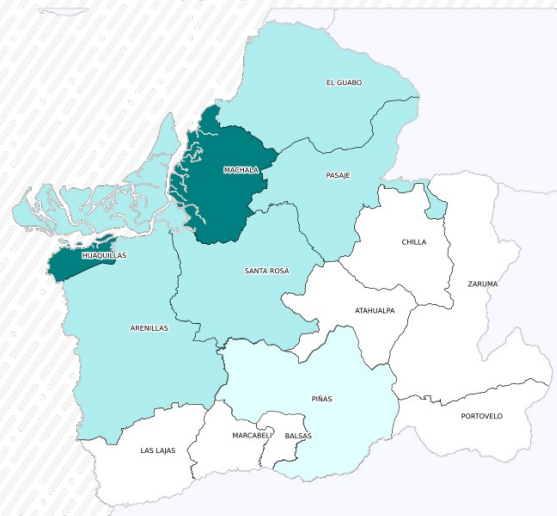 EL GUABO
MACHALA
PASAJE
CHILLA
HUAQUILLAS
SANTA ROSA
ZARUMA
ATAHUALPA
ARENILLAS
PIÑAS
PORTOVELO
MARCABELI
BALSAS
LAS LAJAS